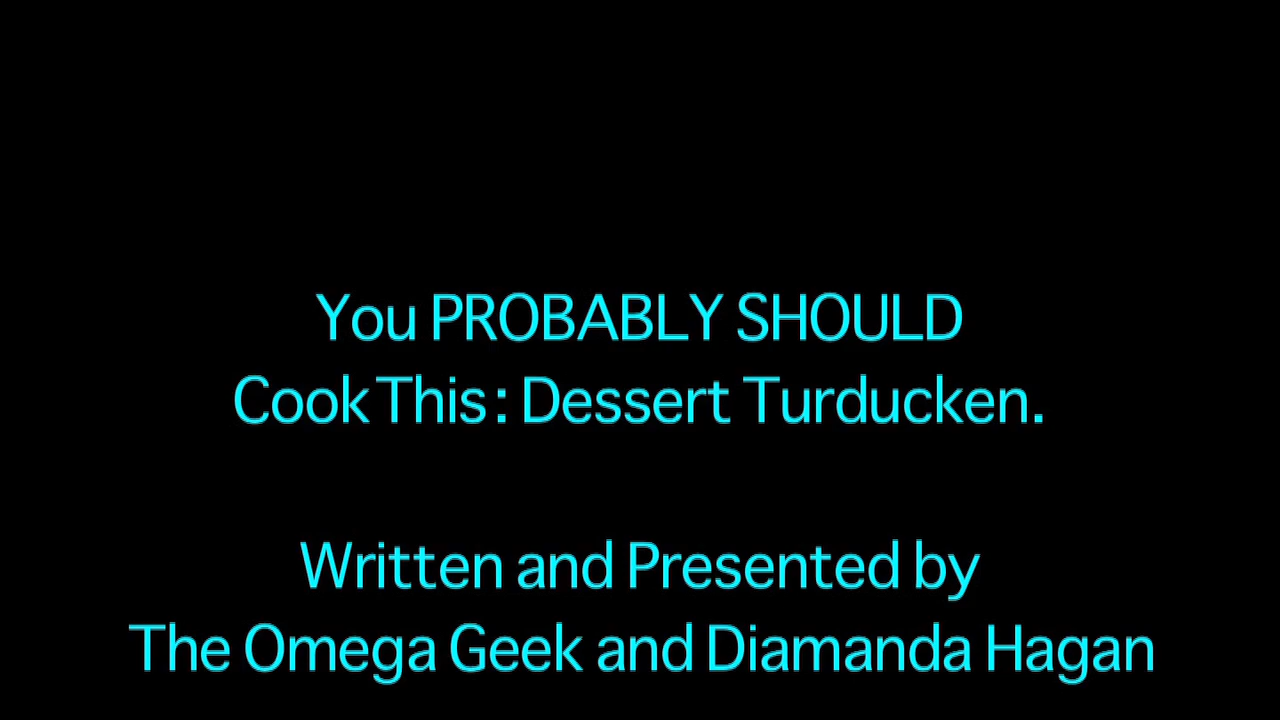 You PROBABLY SHOULD
Cook This: Dessert Turducken.
Written and Presented by
The Omega Geek and Diamanda Hagan